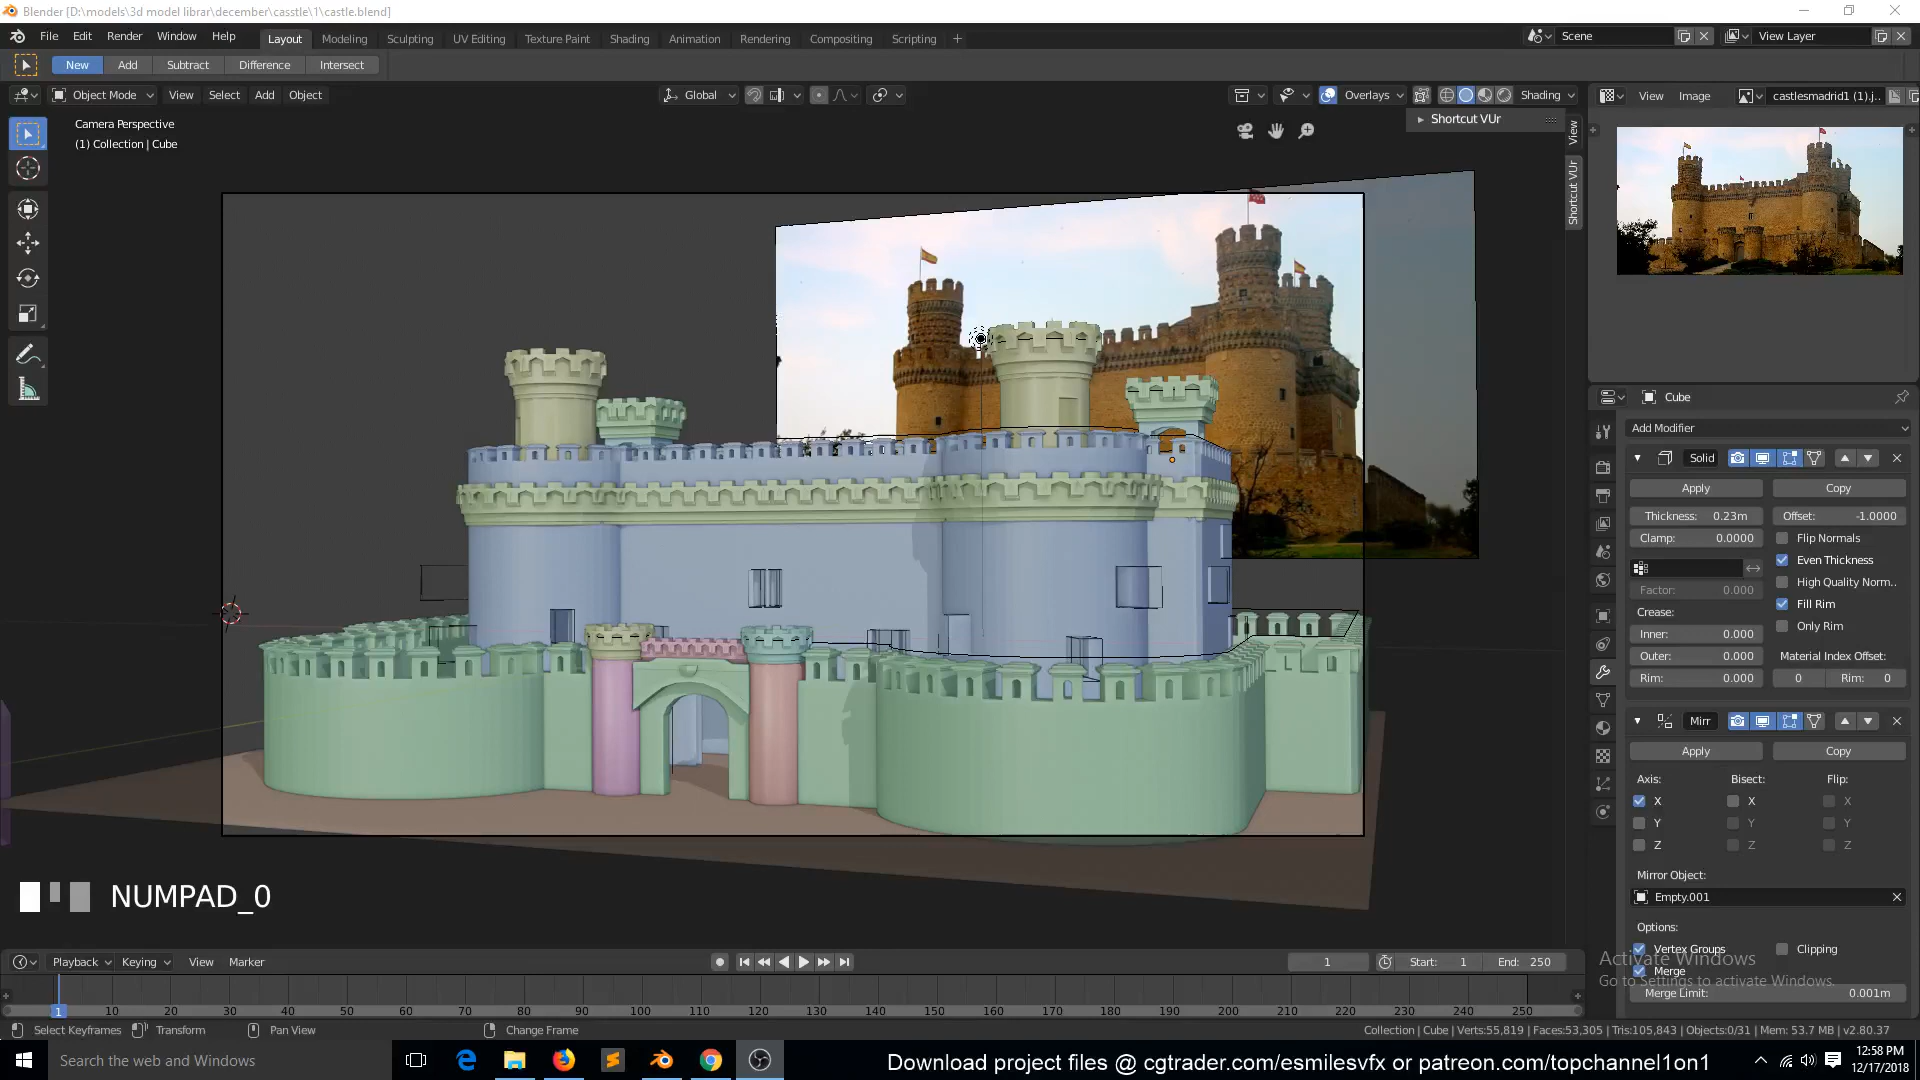 Blender [D:\models\3d model librar\december\casstle\1\castle.blend]
File Edit Render Window Help Layout Modeling Sculpting UV Editing Texture Paint Shading Animation Rendering Compositing Scripting + Scene View Layer
New Add Subtract Difference Intersect
Object Mode View Select Add Object Global Overlays Shading View Image castlesmadrid1 (1).j..
Camera Perspective
(1) Collection | Cube
Shortcut VUr
View
Shortcut VUr
Cube
Add Modifier
Solid
Apply Copy
Thickness: 0.23m Offset: -1.0000
Clamp: 0.0000 Flip Normals
Even Thickness
High Quality Norm..
Factor: 0.000 Fill Rim
Crease: Only Rim
Inner: 0.000
Outer: 0.000 Material Index Offset:
Rim: 0.000 0 Rim: 0
Mirr
Apply Copy
Axis: Bisect: Flip:
X X X
Y Y Y
Z Z Z
Mirror Object:
Empty.001
Options:
Vertex Groups Clipping
Merge
Merge Limit: 0.001m
Activate Windows
Go to Settings to activate Windows.
NUMPAD_0
Playback Keying View Marker 1 Start: 1 End: 250
1 10 20 30 40 50 60 70 80 90 100 110 120 130 140 150 160 170 180 190 200 210 220 230 240 250
Select Keyframes Transform Pan View Change Frame Collection | Cube | Verts:55,819 | Faces:53,305 | Tris:105,843 | Objects:0/31 | Mem: 53.7 MB | v2.80.37
Search the web and Windows
Download project files @ cgtrader.com/esmilesvfx or patreon.com/topchannel1on1
12:58 PM
12/17/2018